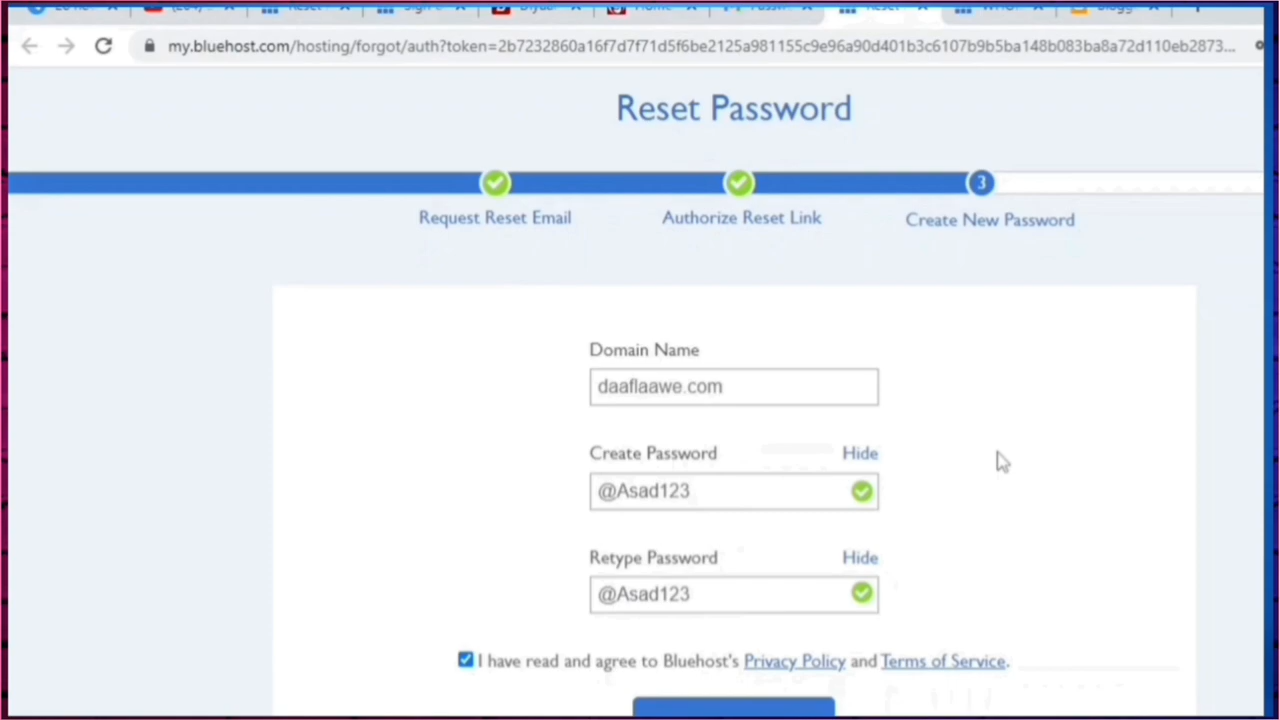 my.bluehost.com/hosting/forgot/auth?token=2b7232860a16f7d7f71d5f6be2125a981155c9e96a90d401b3c6107b9b5ba148b083ba8a72d110eb2873...
Reset Password
3
Request Reset Email
Authorize Reset Link
Create New Password
Domain Name
daaflaawe.com
Create Password
Hide
@Asad123
Retype Password
Hide
@Asad123
I have read and agree to Bluehost's Privacy Policy and Terms of Service.